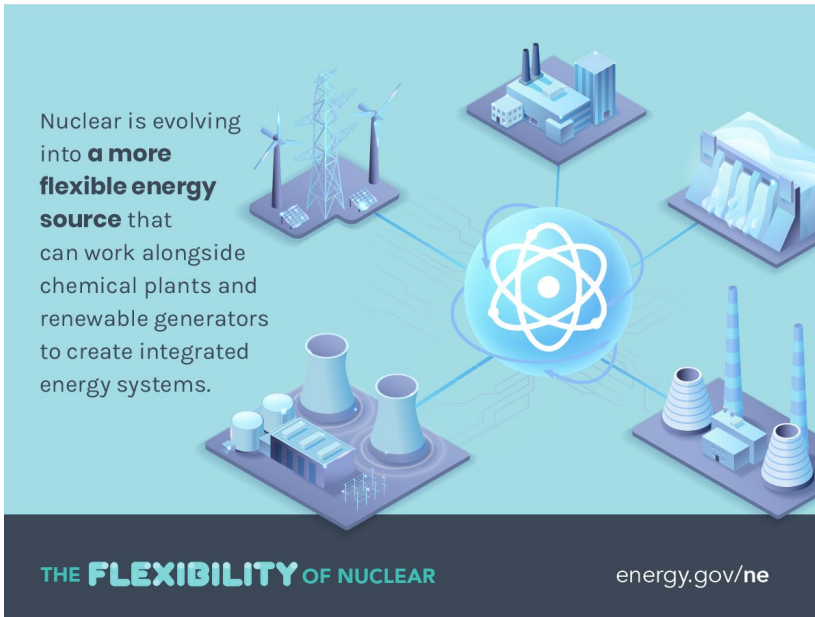 Nuclear is evolving
into a more
flexible energy
source that
can work alongside
chemical plants and
renewable generators
to create integrated
energy systems.
THE FLEXIBILITY OF NUCLEAR
energy.gov/ne